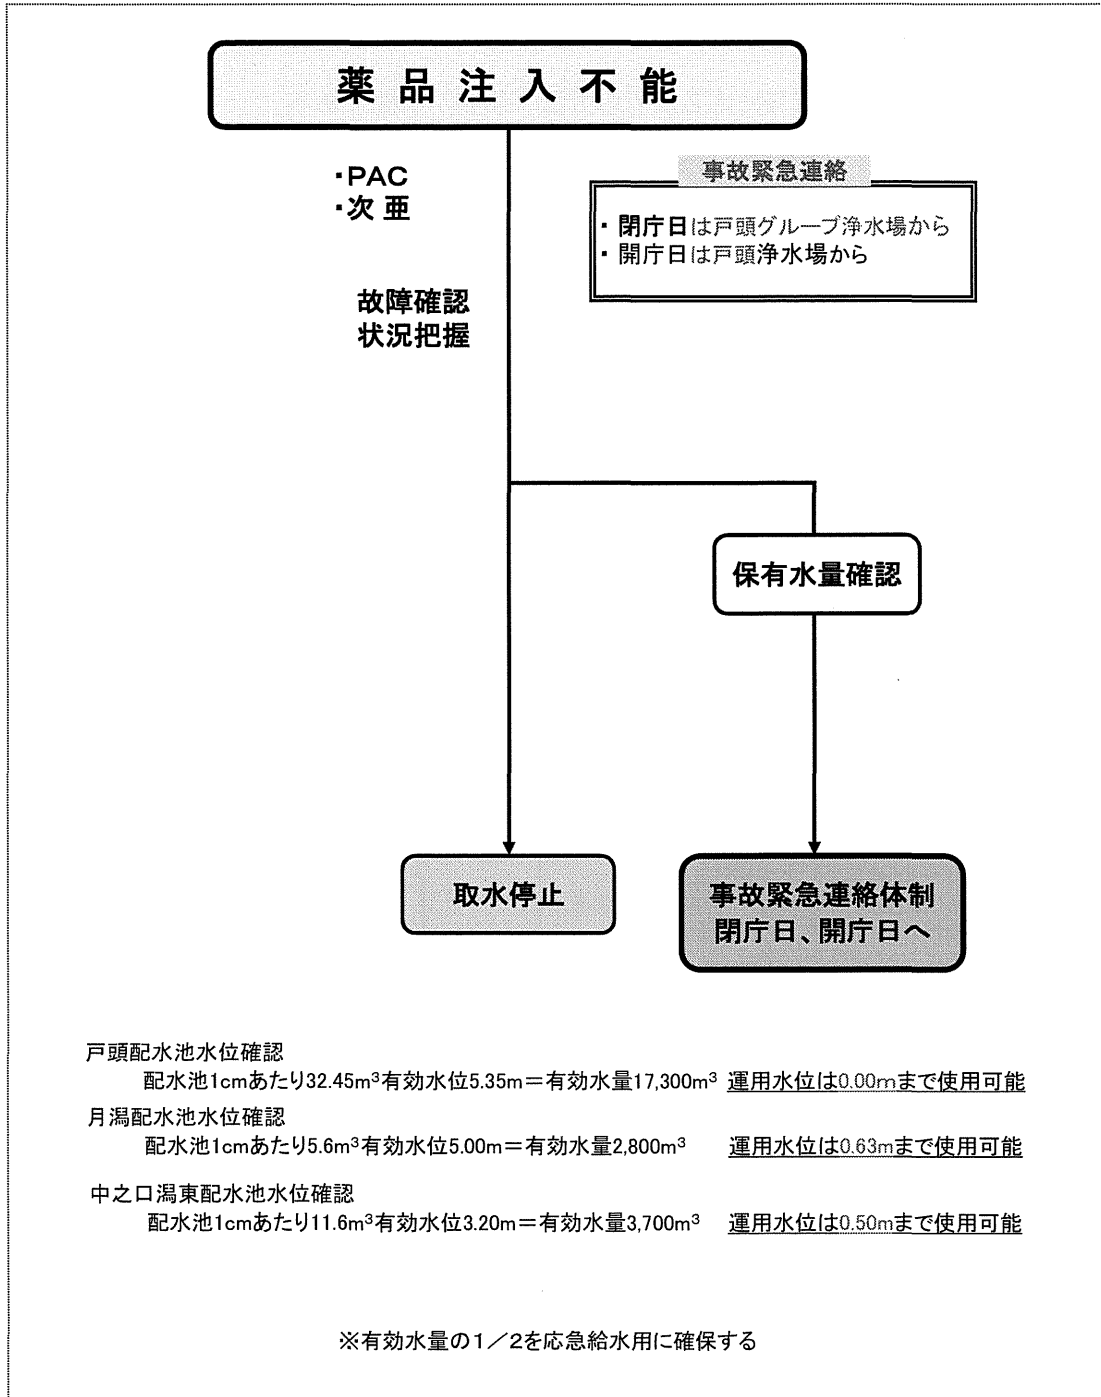 薬品注入不能
・PAC
・次亜
事故緊急連絡
・閉庁日は戸頭グループ浄水場から
・開庁日は戸頭浄水場から
故障確認
状況把握
保有水量確認
取水停止
事故緊急連絡体制
閉庁日、開庁日へ
戸頭配水池水位確認
配水池1cmあたり32.45m³有効水位5.35m＝有効水量17,300m³ 運用水位は0.00mまで使用可能
月潟配水池水位確認
配水池1cmあたり5.6m³有効水位5.00m＝有効水量2,800m³ 運用水位は0.63mまで使用可能
中之口潟東配水池水位確認
配水池1cmあたり11.6m³有効水位3.20m＝有効水量3,700m³ 運用水位は0.50mまで使用可能
※有効水量の1／2を応急給水用に確保する